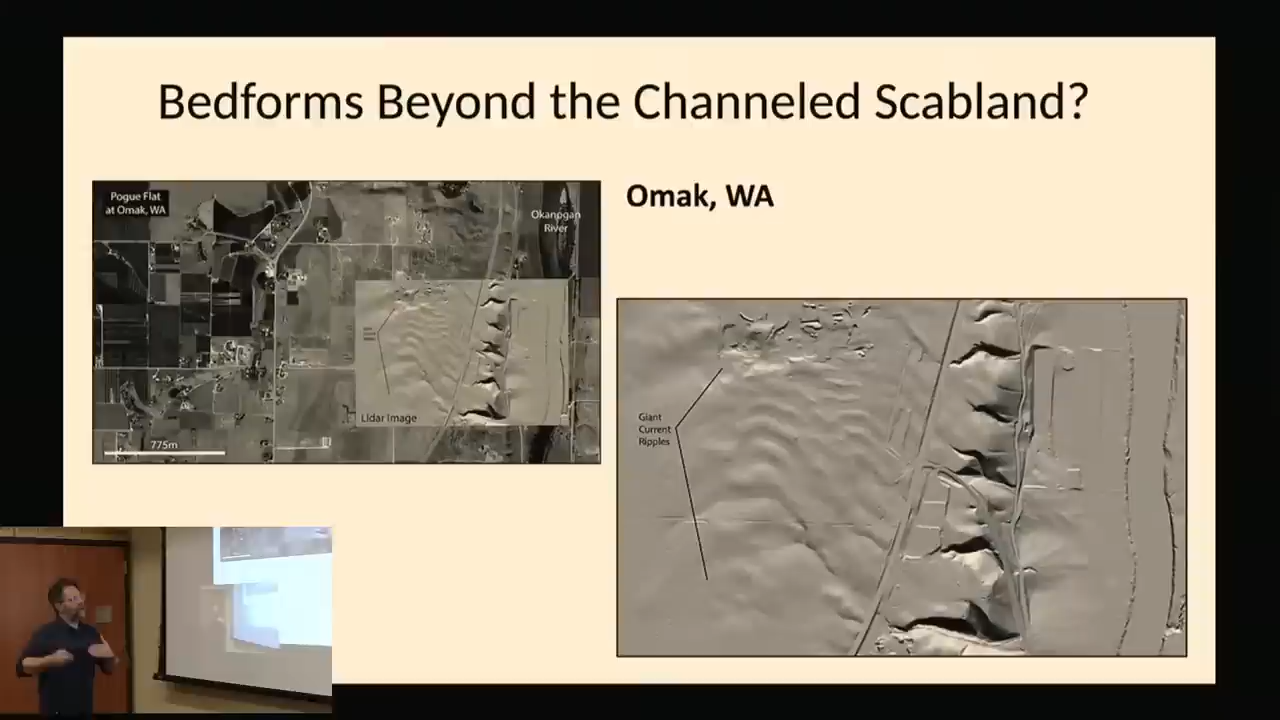 Bedforms Beyond the Channeled Scabland?
Pogue Flat
at Omak, WA
Okanogan
River
Lidar Image
775m
Omak, WA
Giant
Current
Ripples